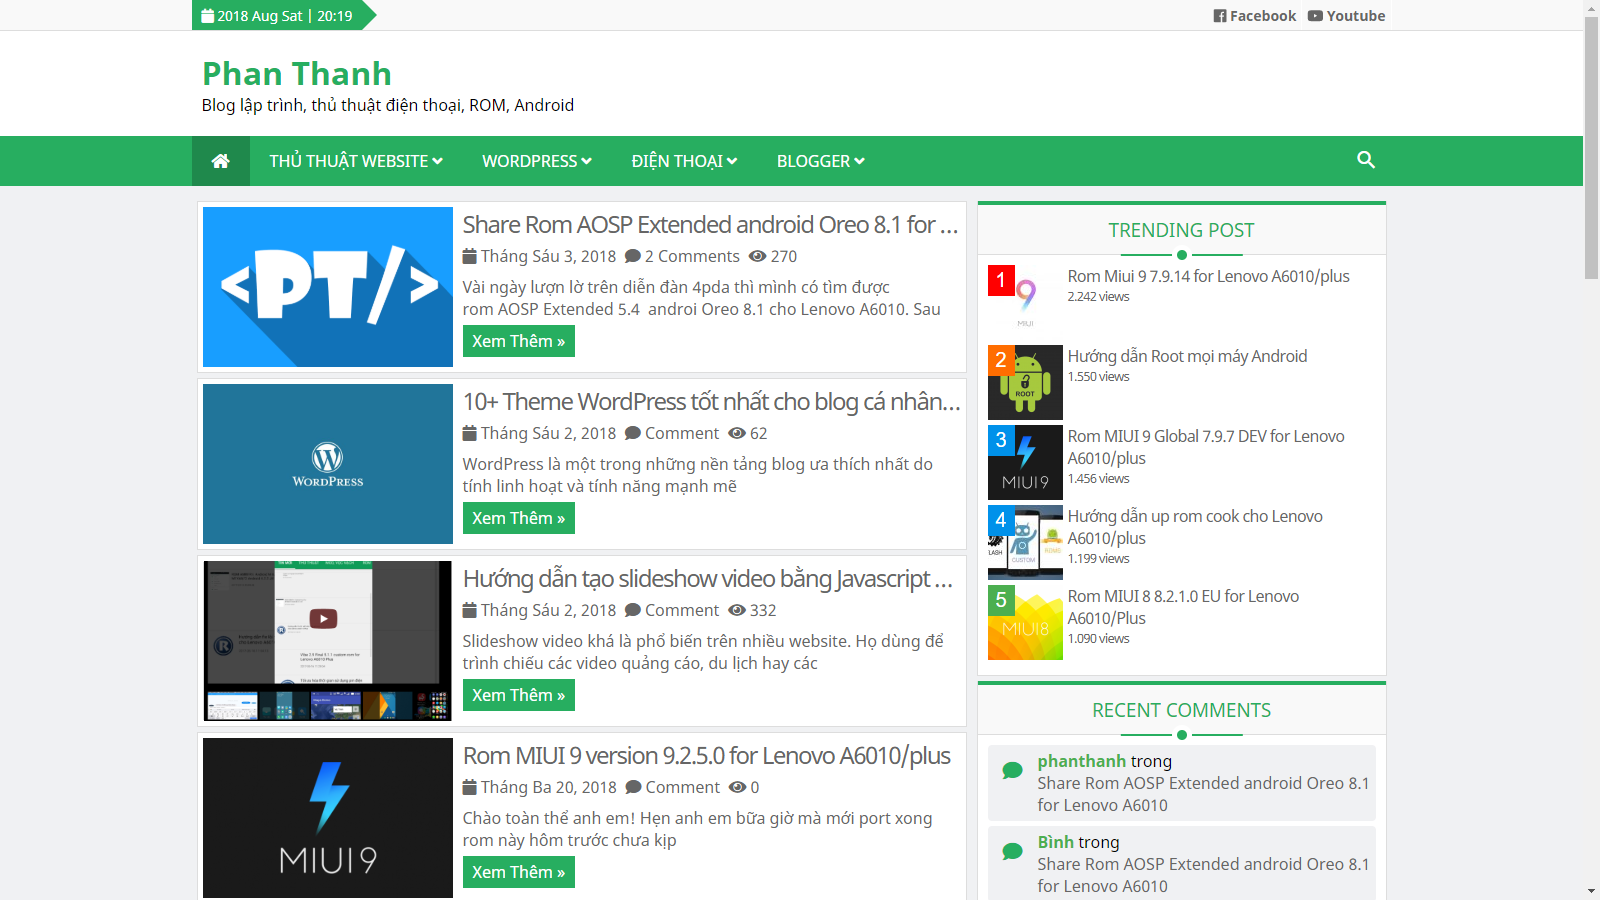 2018 Aug Sat | 20:19
Facebook
Youtube
Phan Thanh
Blog lập trình, thủ thuật điện thoại, ROM, Android
THỦ THUẬT WEBSITE
WORDPRESS
ĐIỆN THOẠI
BLOGGER
<PT/>
Share Rom AOSP Extended android Oreo 8.1 for ...
Tháng Sáu 3, 2018 2 Comments 270
Vài ngày lượn lờ trên diễn đàn 4pda thì mình có tìm được
rom AOSP Extended 5.4 androi Oreo 8.1 cho Lenovo A6010. Sau
Xem Thêm »
WORDPRESS
10+ Theme WordPress tốt nhất cho blog cá nhân...
Tháng Sáu 2, 2018 Comment 62
WordPress là một trong những nền tảng blog ưa thích nhất do
tính linh hoạt và tính năng mạnh mẽ
Xem Thêm »
Hướng dẫn tạo slideshow video bằng Javascript ...
Tháng Sáu 2, 2018 Comment 332
Slideshow video khá là phổ biến trên nhiều website. Họ dùng để
trình chiếu các video quảng cáo, du lịch hay các
Xem Thêm »
MIUI 9
Rom MIUI 9 version 9.2.5.0 for Lenovo A6010/plus
Tháng Ba 20, 2018 Comment 0
Chào toàn thể anh em! Hẹn anh em bữa giờ mà mới port xong
rom này hôm trước chưa kịp
Xem Thêm »
TRENDING POST
1
9
MIUI
Rom Miui 9 7.9.14 for Lenovo A6010/plus
2.242 views
2
ROOT
Hướng dẫn Root mọi máy Android
1.550 views
3
MIUI 9
Rom MIUI 9 Global 7.9.7 DEV for Lenovo
A6010/plus
1.456 views
4
LASH
CUSTOM
ROMS
Hướng dẫn up rom cook cho Lenovo
A6010/plus
1.199 views
5
MIUI8
Rom MIUI 8 8.2.1.0 EU for Lenovo
A6010/Plus
1.090 views
RECENT COMMENTS
phanthanh trong
Share Rom AOSP Extended android Oreo 8.1
for Lenovo A6010
Bình trong
Share Rom AOSP Extended android Oreo 8.1
for Lenovo A6010